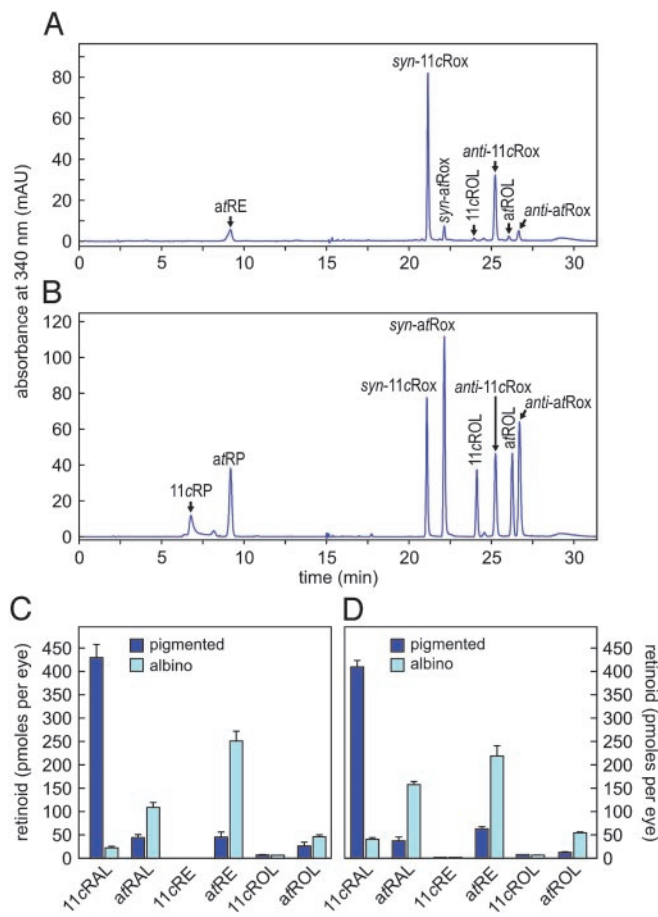 A
absorbance at 340 nm (mAU)
80
60
40
20
0
atRE
syn-11cRox
syn-atRox
11cROL
anti-11cRox
atROL
anti-atRox
0 5 10 15 20 25 30
B
120
100
80
60
40
20
0
11cRP
atRP
syn-11cRox
syn-atRox
11cROL
anti-11cRox
atROL
anti-atRox
0 5 10 15 20 25 30
time (min)
C
retinoid (pmoles per eye)
450
400
350
300
250
200
150
100
50
0
pigmented
albino
11cRAL atRAL 11cRE atRE 11cROL atROL
D
pigmented
albino
450
400
350
300
250
200
150
100
50
0
retinoid (pmoles per eye)
11cRAL atRAL 11cRE atRE 11cROL atROL